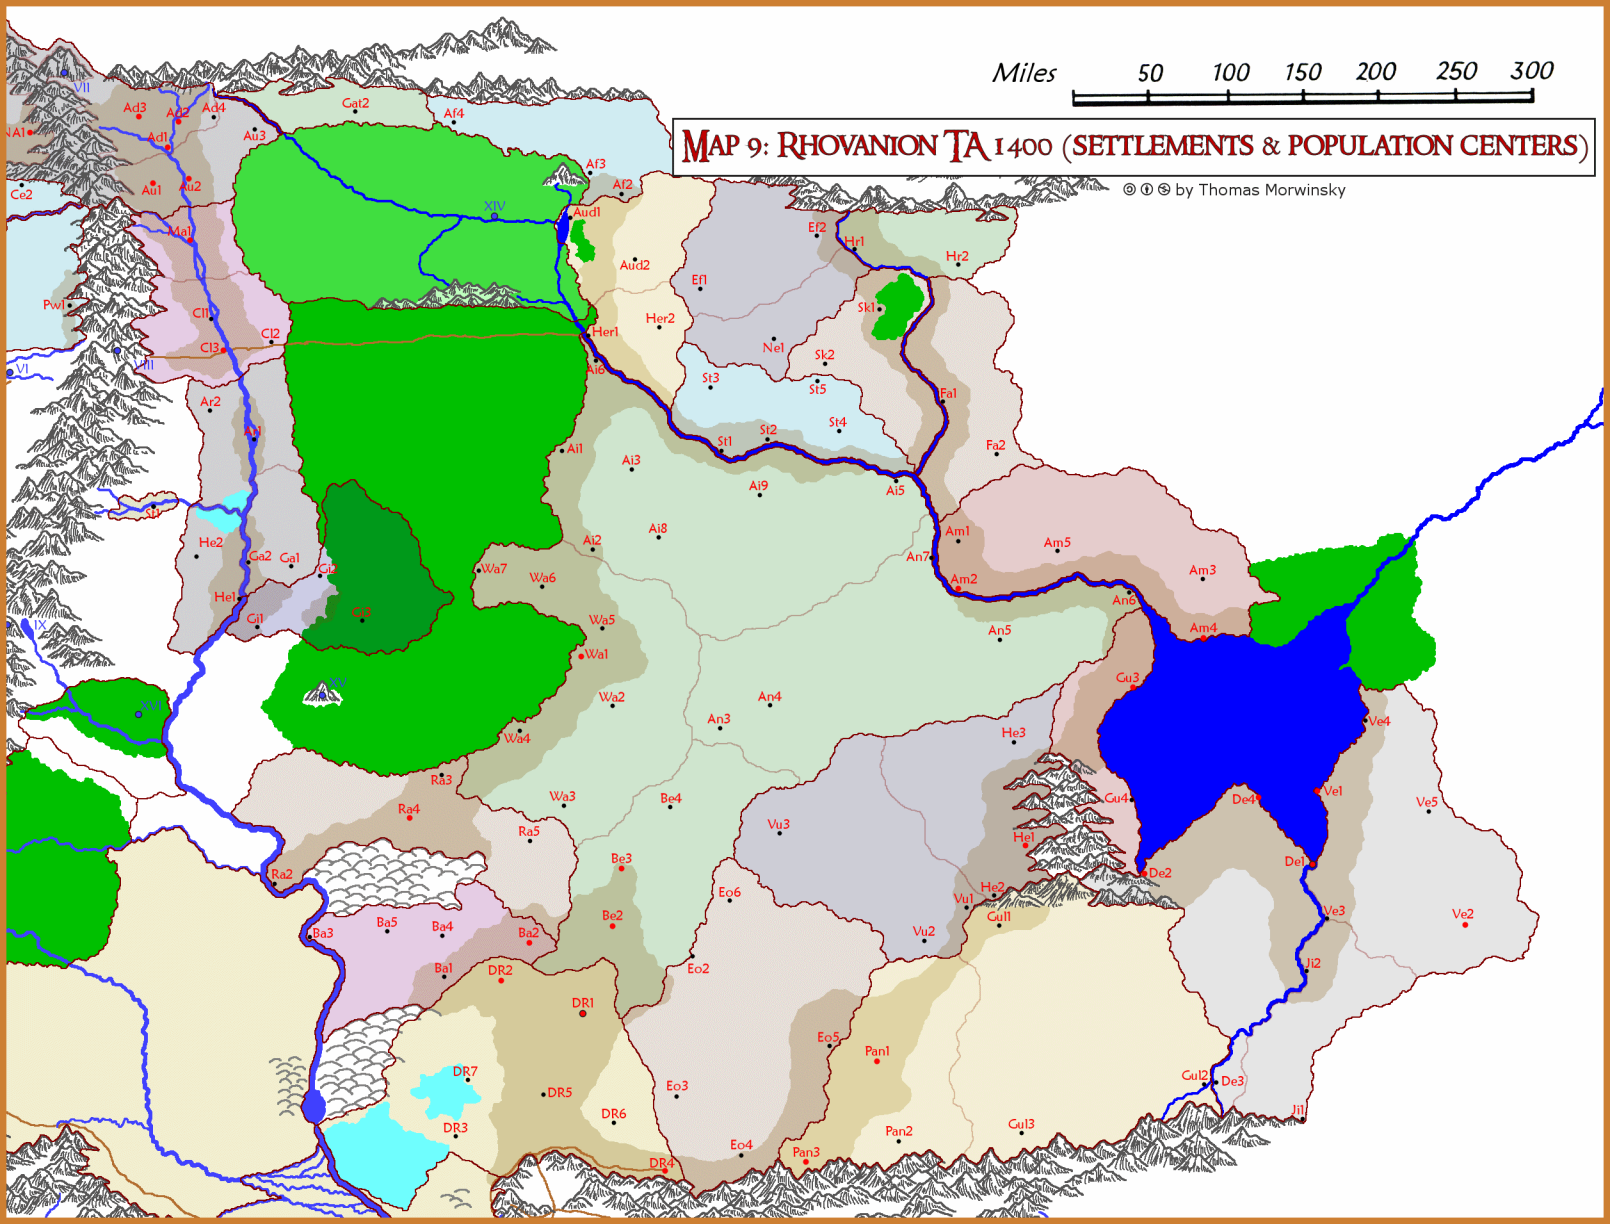 Miles 50 100 150 200 250 300
MAP 9: RHOVANION TA 1400 (SETTLEMENTS & POPULATION CENTERS)
by Thomas Morwinsky
VII
Ad3
Ad2
Ad4
Gat2
Af4
NA1
Ad1
Au3
Af3
Af2
Ce2
Au1
Au2
XIV
Aud1
Ma1
Ef2
Hr1
Hr2
Aud2
Ef1
Pw1
Cl1
Cl2
Cl3
Her1
Her2
Sk1
Ne1
Sk2
VI
VIII
Ai6
St3
St5
Ar2
Fa1
St4
Ar1
St1
St2
Fa2
Ai1
Ai3
Ai9
Ai5
St1
He2
Ga2
Ga1
Gi2
Ai2
Ai8
An7
Am1
Am5
Am3
Wa7
Wa6
Am2
An6
He1
Gi1
Gi3
Wa5
An5
Am4
IX
Wa1
XV
Gu3
XVI
Wa2
An4
An3
Ve4
Wa4
He3
Ra3
Wa3
Be4
Gu4
De4
Ve1
Ve5
Ra4
Ra5
Vu3
He1
Be3
De1
De2
Ra2
Eo6
He2
Vu1
Gul1
Ve3
Ve2
Ba3
Ba5
Ba4
Ba2
Be2
Vu2
Ba1
DR2
Eo2
Ji2
DR1
Eo5
Pan1
DR7
DR5
Eo3
Gul2
De3
DR6
Ji1
DR3
Pan2
Gul3
Eo4
Pan3
DR4